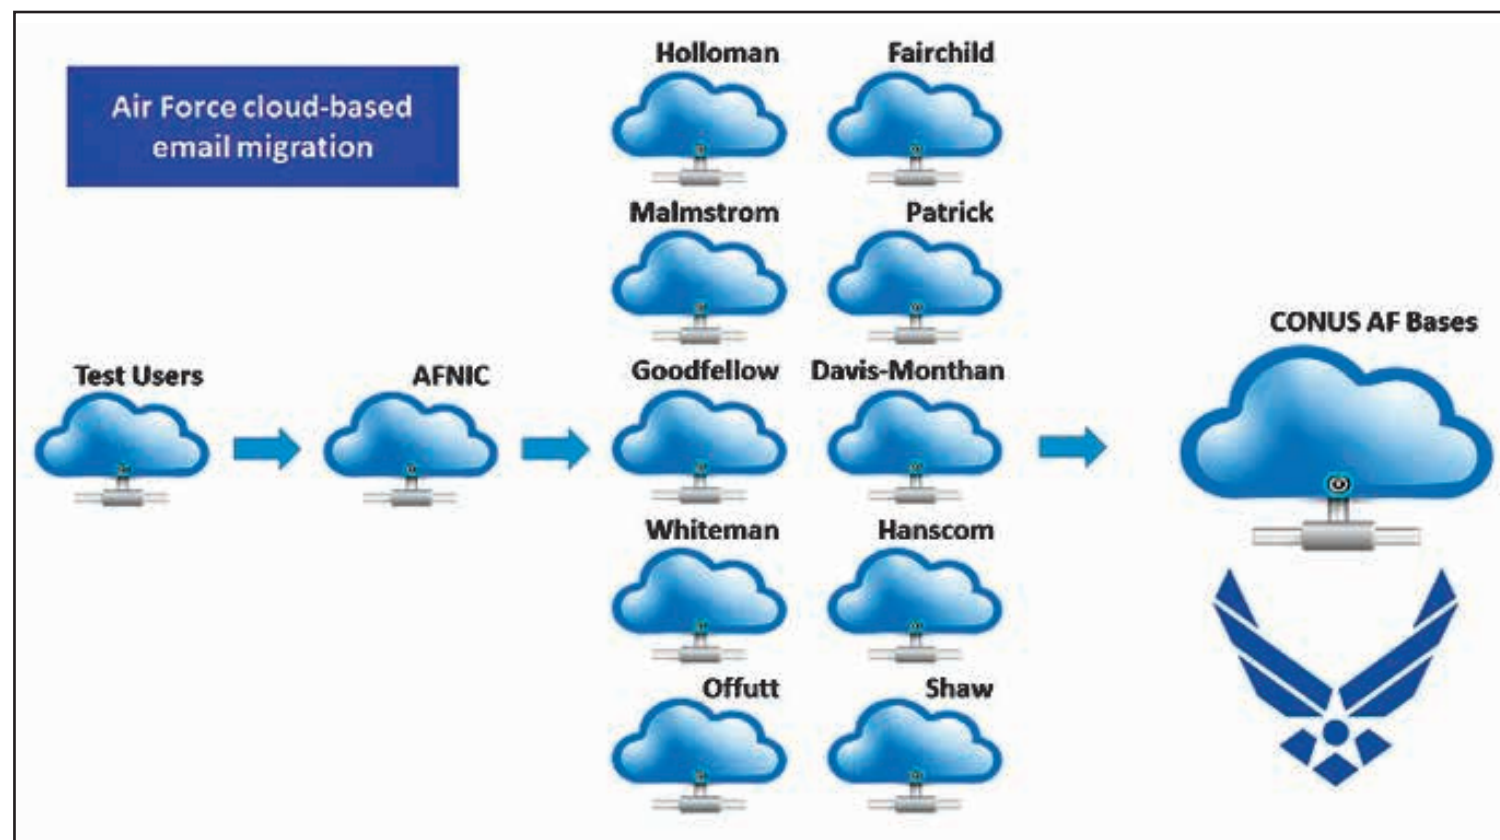 Air Force cloud-based
email migration
Holloman
Fairchild
Malmstrom
Patrick
Test Users
AFNIC
Goodfellow
Davis-Monthan
CONUS AF Bases
Whiteman
Hanscom
Offutt
Shaw